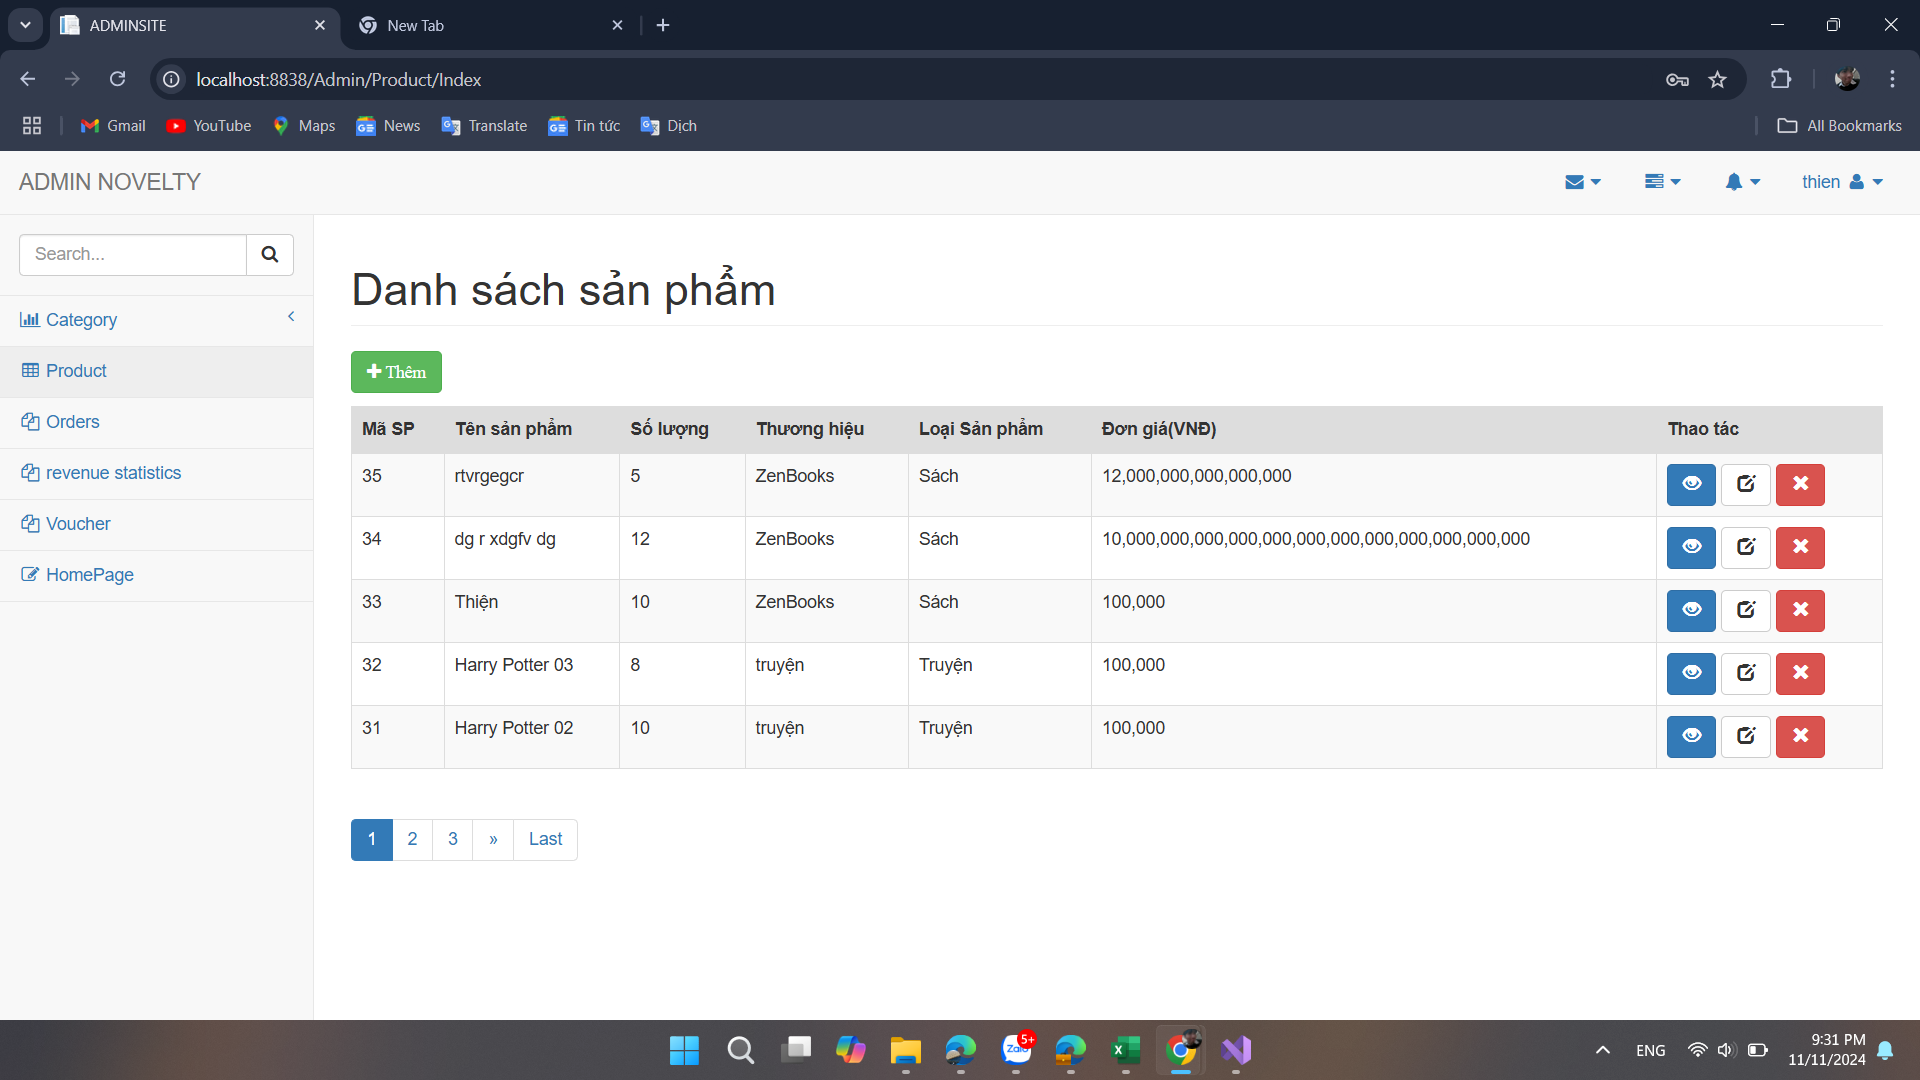 ADMINSITE
New Tab
localhost:8838/Admin/Product/Index
Gmail
YouTube
Maps
News
Translate
Tin tức
Dịch
All Bookmarks
ADMIN NOVELTY
thien
Search...
Category
Product
Orders
revenue statistics
Voucher
HomePage
Danh sách sản phẩm
Thêm
Mã SP Tên sản phẩm Số lượng Thương hiệu Loại Sản phẩm Đơn giá(VNĐ) Thao tác
35 rtvrgegcr 5 ZenBooks Sách 12,000,000,000,000,000
34 dg r xdgfv dg 12 ZenBooks Sách 10,000,000,000,000,000,000,000,000,000,000,000,000
33 Thiện 10 ZenBooks Sách 100,000
32 Harry Potter 03 8 truyện Truyện 100,000
31 Harry Potter 02 10 truyện Truyện 100,000
1 2 3 » Last
Zalo
5+
ENG
9:31 PM
11/11/2024